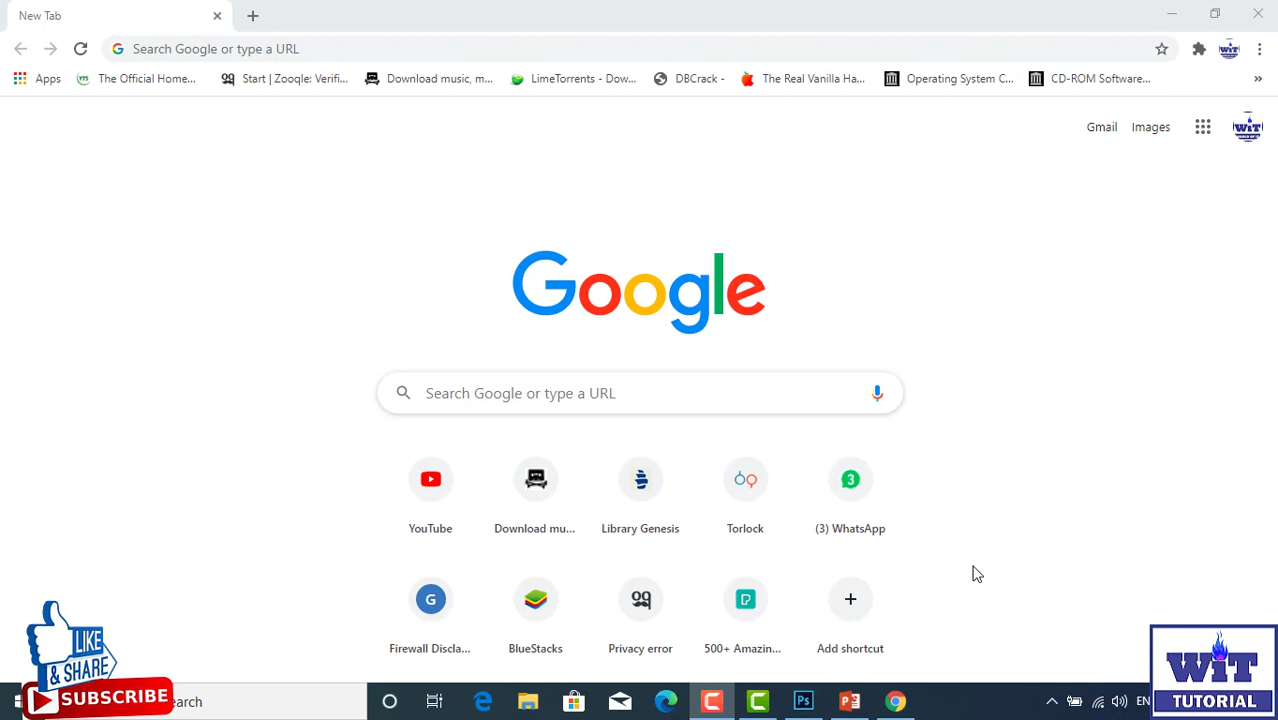 New Tab
Search Google or type a URL
Apps The Official Home... Start | Zooqle: Verifi... Download music, m... LimeTorrents - Dow... DBCrack - The Real Vanilla Ha... Operating System C... CD-ROM Software... »
Gmail Images
WiT
Google
Search Google or type a URL
YouTube Download mu... Library Genesis Torlock (3) WhatsApp
G
Firewall Discla... BlueStacks Privacy error 500+ Amazin... Add shortcut
LIKE
& SHARE
SUBSCRIBE
earch
Ps
EN
WiT
TUTORIAL